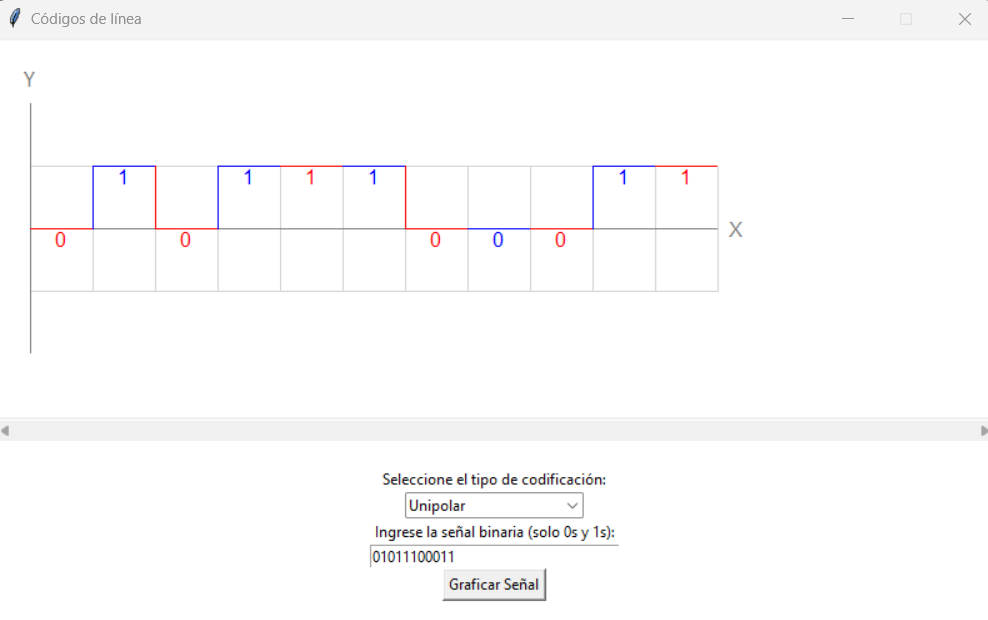 Códigos de línea
Y
1 1 1 1 1 1
X
0 0 0 0 0
Seleccione el tipo de codificación:
Unipolar
Ingrese la señal binaria (solo 0s y 1s):
01011100011
Graficar Señal